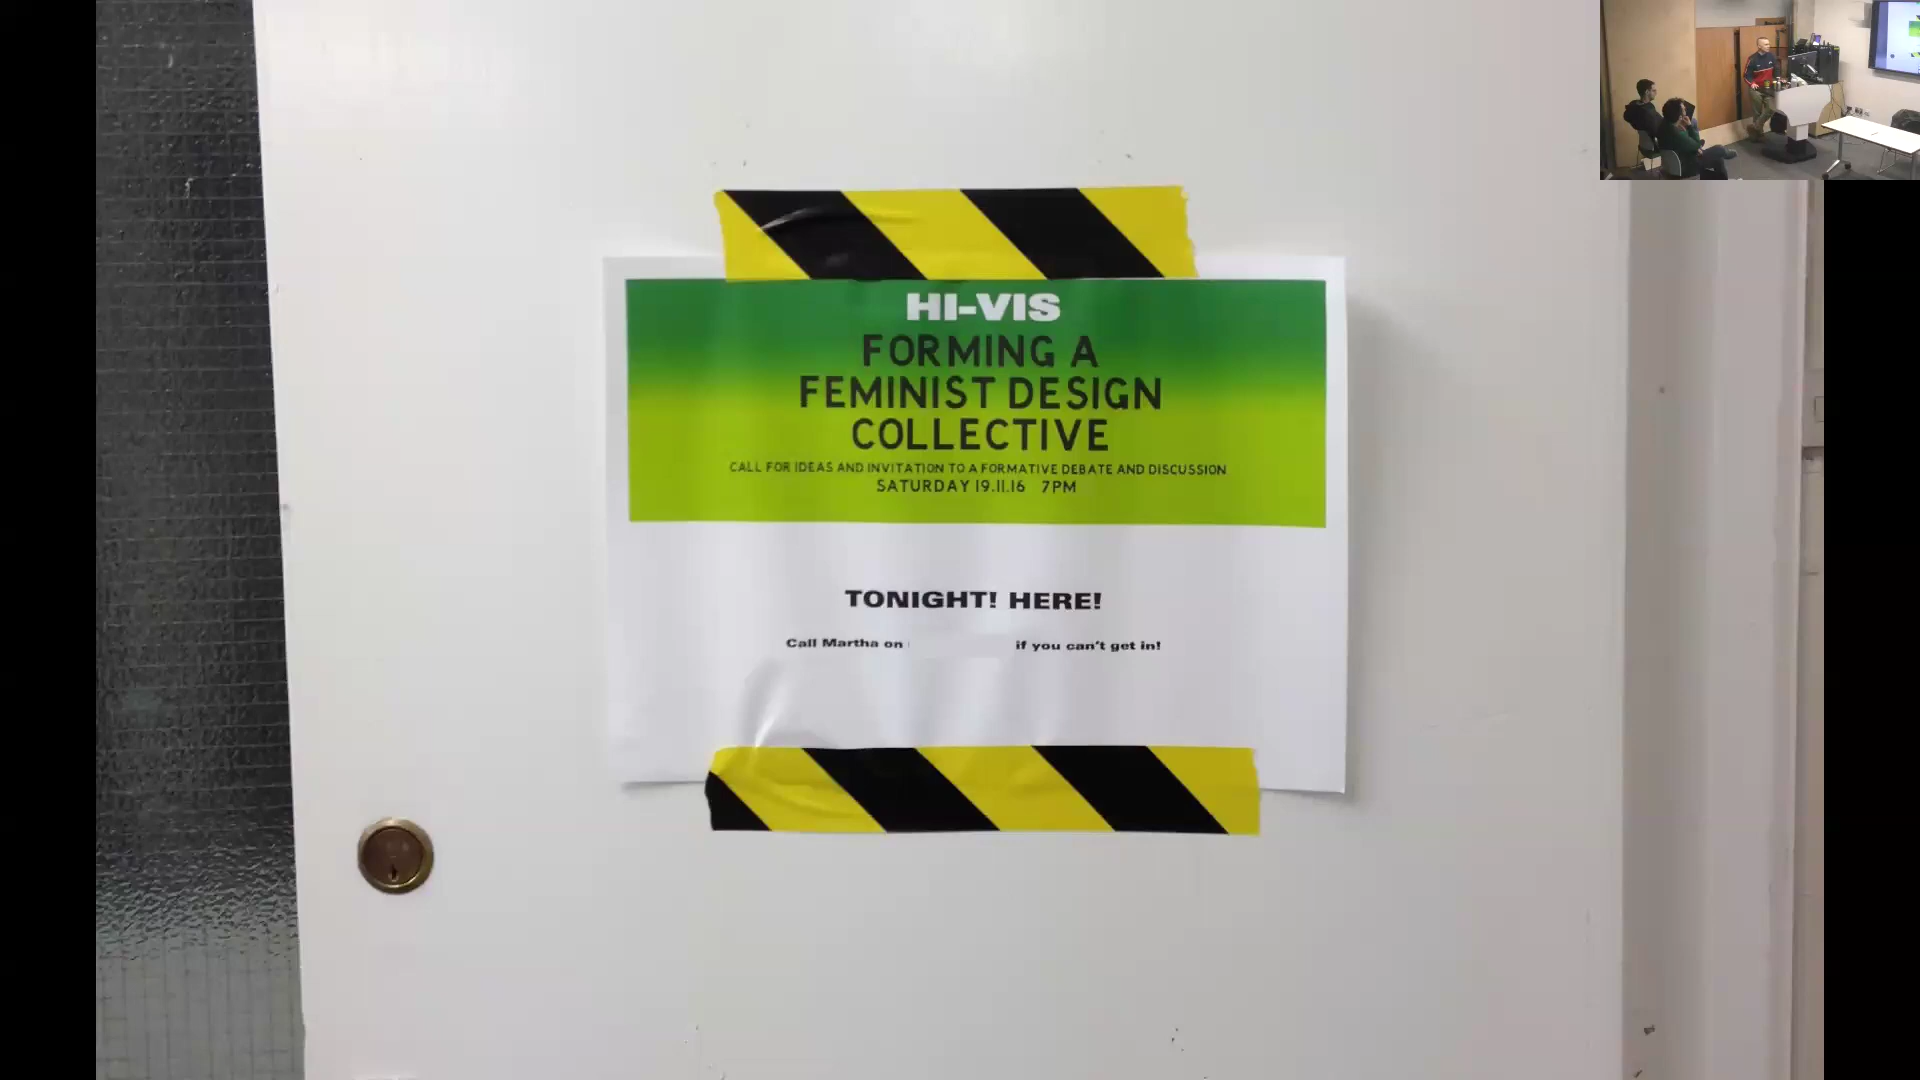 HI-VIS
FORMING A
FEMINIST DESIGN
COLLECTIVE
CALL FOR IDEAS AND INVITATION TO A FORMATIVE DEBATE AND DISCUSSION
SATURDAY 19.11.16 7PM
TONIGHT! HERE!
Call Martha on if you can't get in!